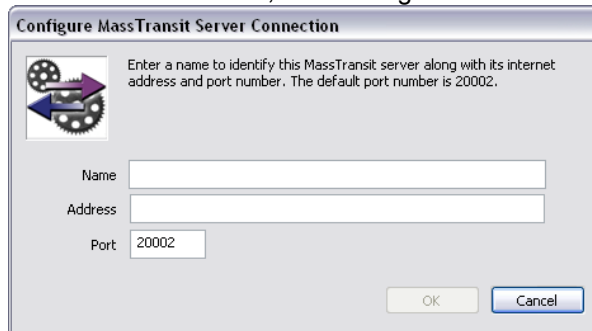 Configure MassTransit Server Connection
Enter a name to identify this MassTransit server along with its internet
address and port number. The default port number is 20002.
Name
Address
Port 20002
OK Cancel